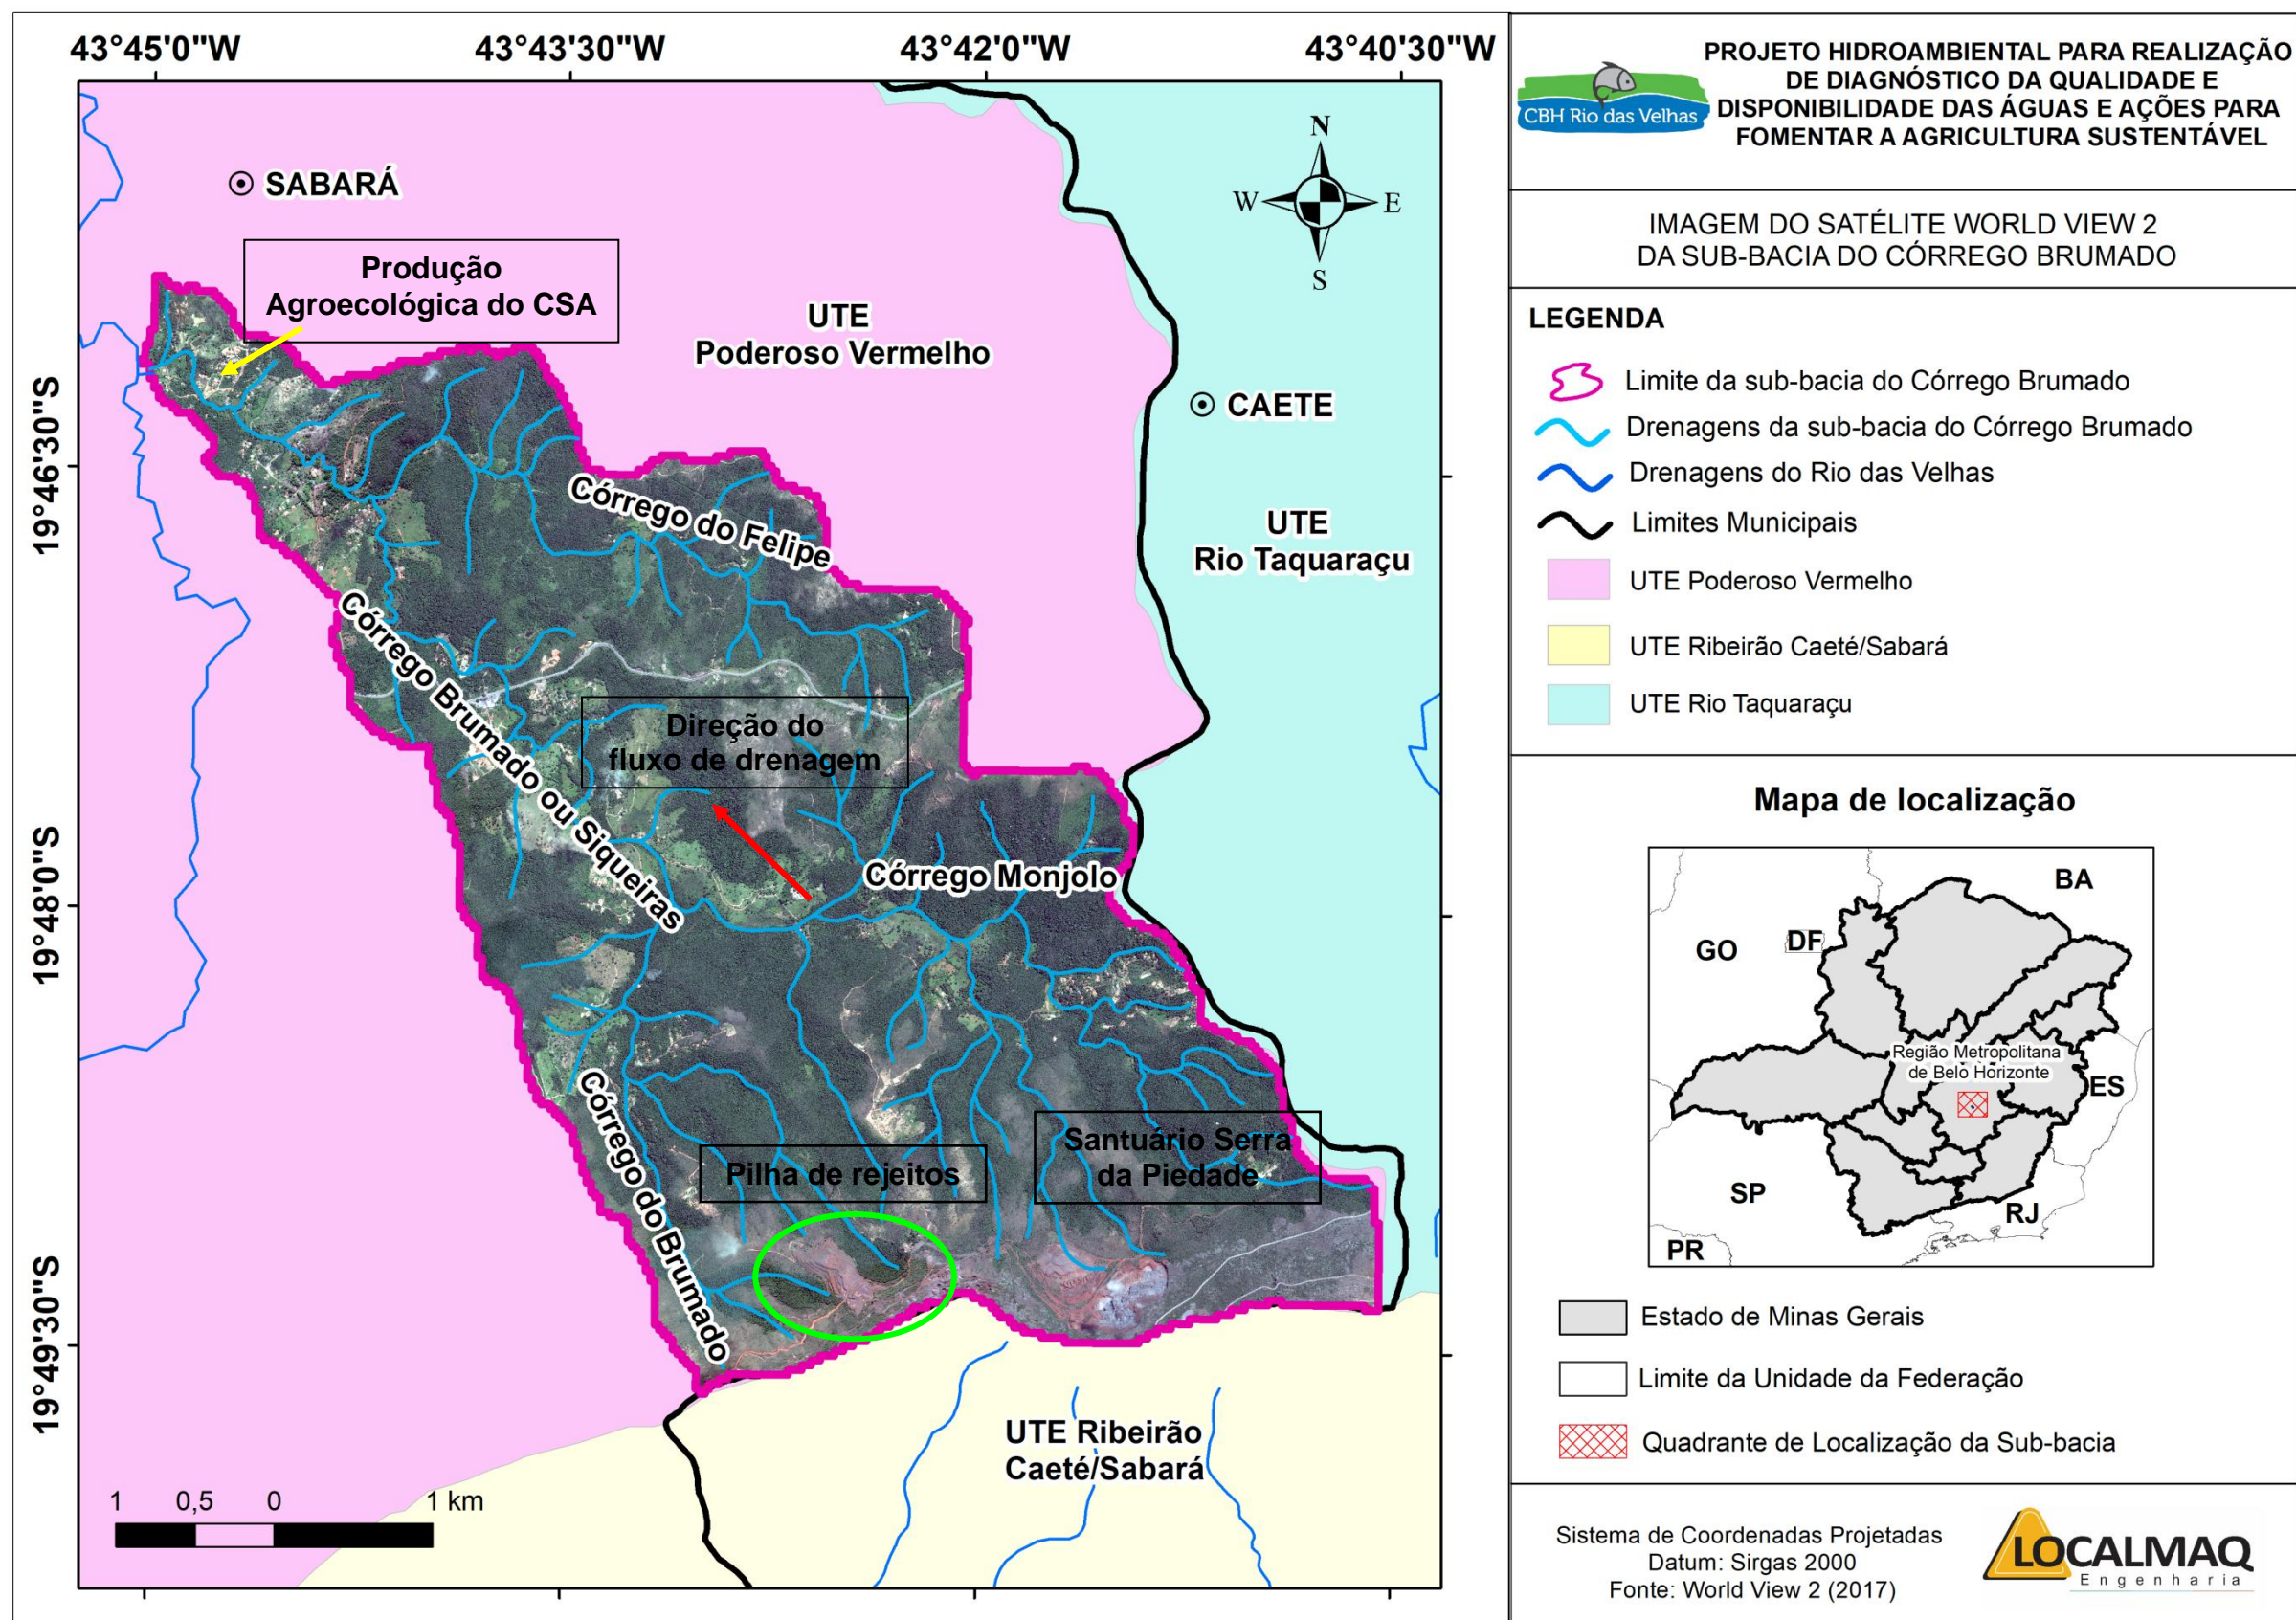 43°45'0"W
43°43'30"W
43°42'0"W
43°40'30"W
19°46'30"S
19°48'0"S
19°49'30"S
SABARÁ
Produção
Agroecológica do CSA
UTE
Poderoso Vermelho
N
W
E
S
CAETE
UTE
Rio Taquaraçu
Córrego do Felipe
Córrego Brumado ou Siqueiras
Direção do
fluxo de drenagem
Córrego Monjolo
Córrego do Brumado
Pilha de rejeitos
Santuário Serra
da Piedade
UTE Ribeirão
Caeté/Sabará
1
0,5
0
1 km
CBH Rio das Velhas
PROJETO HIDROAMBIENTAL PARA REALIZAÇÃO
DE DIAGNÓSTICO DA QUALIDADE E
DISPONIBILIDADE DAS ÁGUAS E AÇÕES PARA
FOMENTAR A AGRICULTURA SUSTENTÁVEL
IMAGEM DO SATÉLITE WORLD VIEW 2
DA SUB-BACIA DO CÓRREGO BRUMADO
LEGENDA
Limite da sub-bacia do Córrego Brumado
Drenagens da sub-bacia do Córrego Brumado
Drenagens do Rio das Velhas
Limites Municipais
UTE Poderoso Vermelho
UTE Ribeirão Caeté/Sabará
UTE Rio Taquaraçu
Mapa de localização
BA
GO
DF
Região Metropolitana
de Belo Horizonte
ES
SP
RJ
PR
Estado de Minas Gerais
Limite da Unidade da Federação
Quadrante de Localização da Sub-bacia
Sistema de Coordenadas Projetadas
Datum: Sirgas 2000
Fonte: World View 2 (2017)
LOCALMAQ
Engenharia